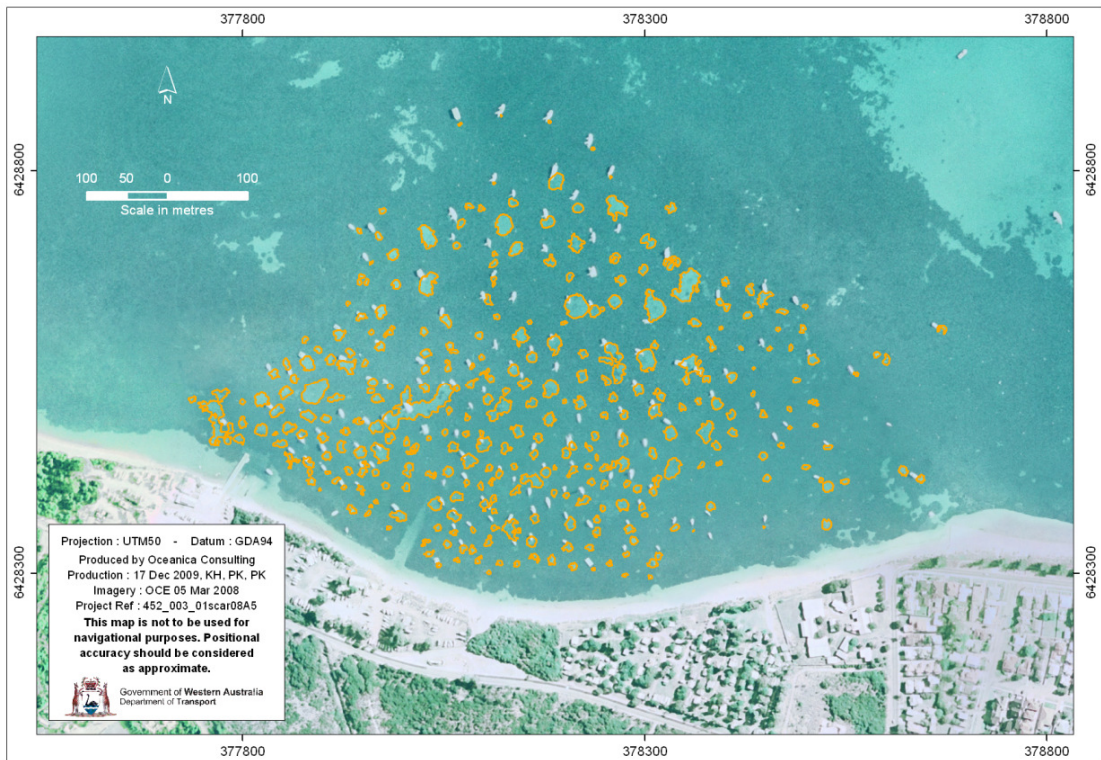 377800 378300 378800
N
6428800 6428800
100 50 0 100
Scale in metres
Projection : UTM50 - Datum : GDA94
Produced by Oceanica Consulting
Production : 17 Dec 2009, KH, PK, PK
Imagery : OCE 05 Mar 2008
Project Ref : 452_003_01scar08A5
This map is not to be used for
navigational purposes. Positional
accuracy should be considered
as approximate.
Government of Western Australia
Department of Transport
6428300 6428300
377800 378300 378800